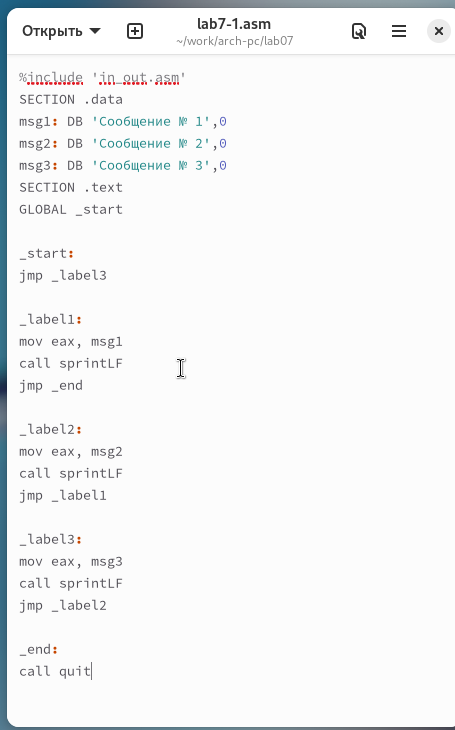 Открыть
lab7-1.asm
~/work/arch-pc/lab07
%include 'in_out.asm'
SECTION .data
msg1: DB 'Сообщение № 1',0
msg2: DB 'Сообщение № 2',0
msg3: DB 'Сообщение № 3',0
SECTION .text
GLOBAL _start
_start:
jmp _label3
_label1:
mov eax, msg1
call sprintLF
jmp _end
_label2:
mov eax, msg2
call sprintLF
jmp _label1
_label3:
mov eax, msg3
call sprintLF
jmp _label2
_end:
call quit